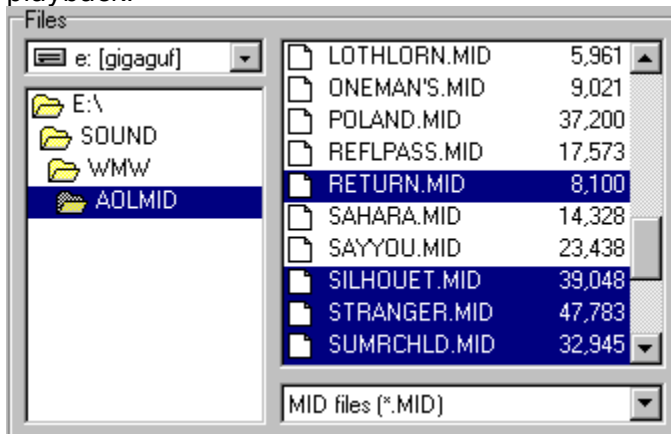 playback.
Files
e: [gigaguf]
E:\
SOUND
WMW
AOLMID
LOTHLORN.MID 5,961
ONEMAN'S.MID 9,021
POLAND.MID 37,200
REFLPASS.MID 17,573
RETURN.MID 8,100
SAHARA.MID 14,328
SAYYOU.MID 23,438
SILHOUET.MID 39,048
STRANGER.MID 47,783
SUMRCHLD.MID 32,945
MID files (*.MID)